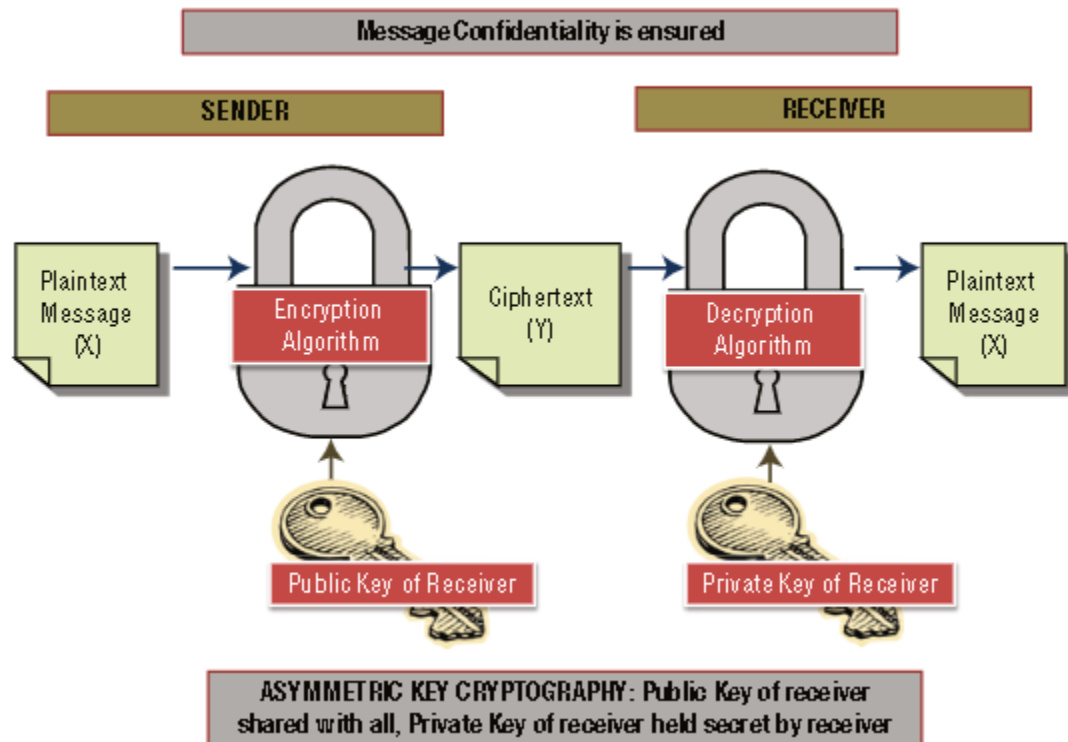 Message Confidentiality is ensured
SENDER
RECEIVER
Plaintext
Message
(X)
Encryption
Algorithm
Ciphertext
(Y)
Decryption
Algorithm
Plaintext
Message
(X)
Public Key of Receiver
Private Key of Receiver
ASYMMETRIC KEY CRYPTOGRAPHY: Public Key of receiver
shared with all, Private Key of receiver held secret by receiver